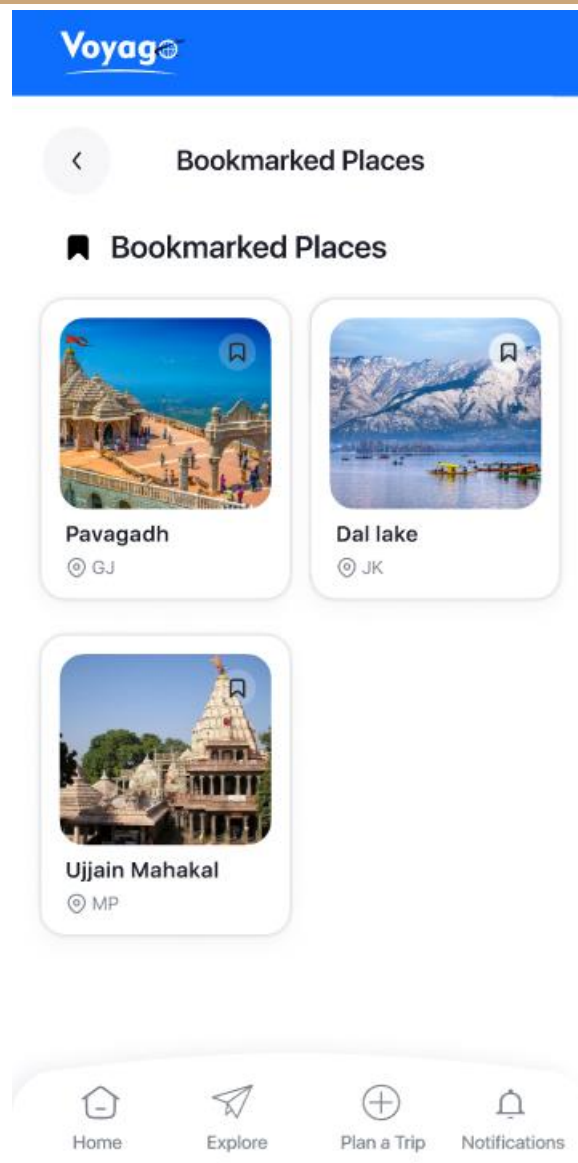 Voyago
Bookmarked Places
Bookmarked Places
Pavagadh
GJ
Dal lake
JK
Ujjain Mahakal
MP
Home
Explore
Plan a Trip
Notifications